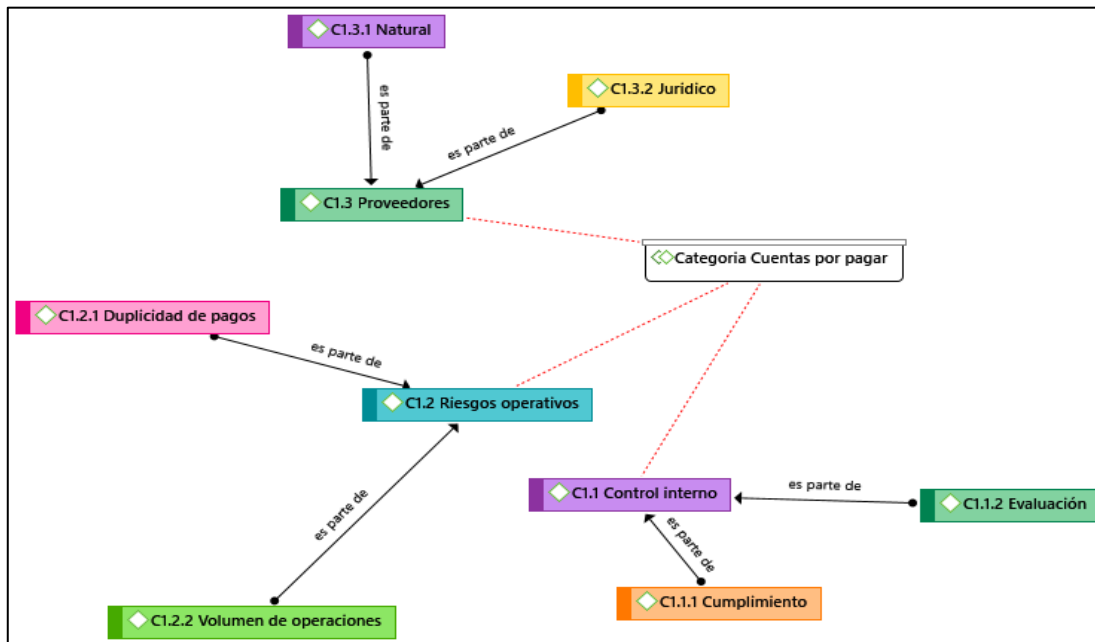 C1.3.1 Natural
C1.3.2 Juridico
es parte de
es parte de
C1.3 Proveedores
Categoria Cuentas por pagar
C1.2.1 Duplicidad de pagos
es parte de
C1.2 Riesgos operativos
C1.1 Control interno
es parte de
C1.1.2 Evaluación
es parte de
es parte de
C1.1.1 Cumplimiento
C1.2.2 Volumen de operaciones